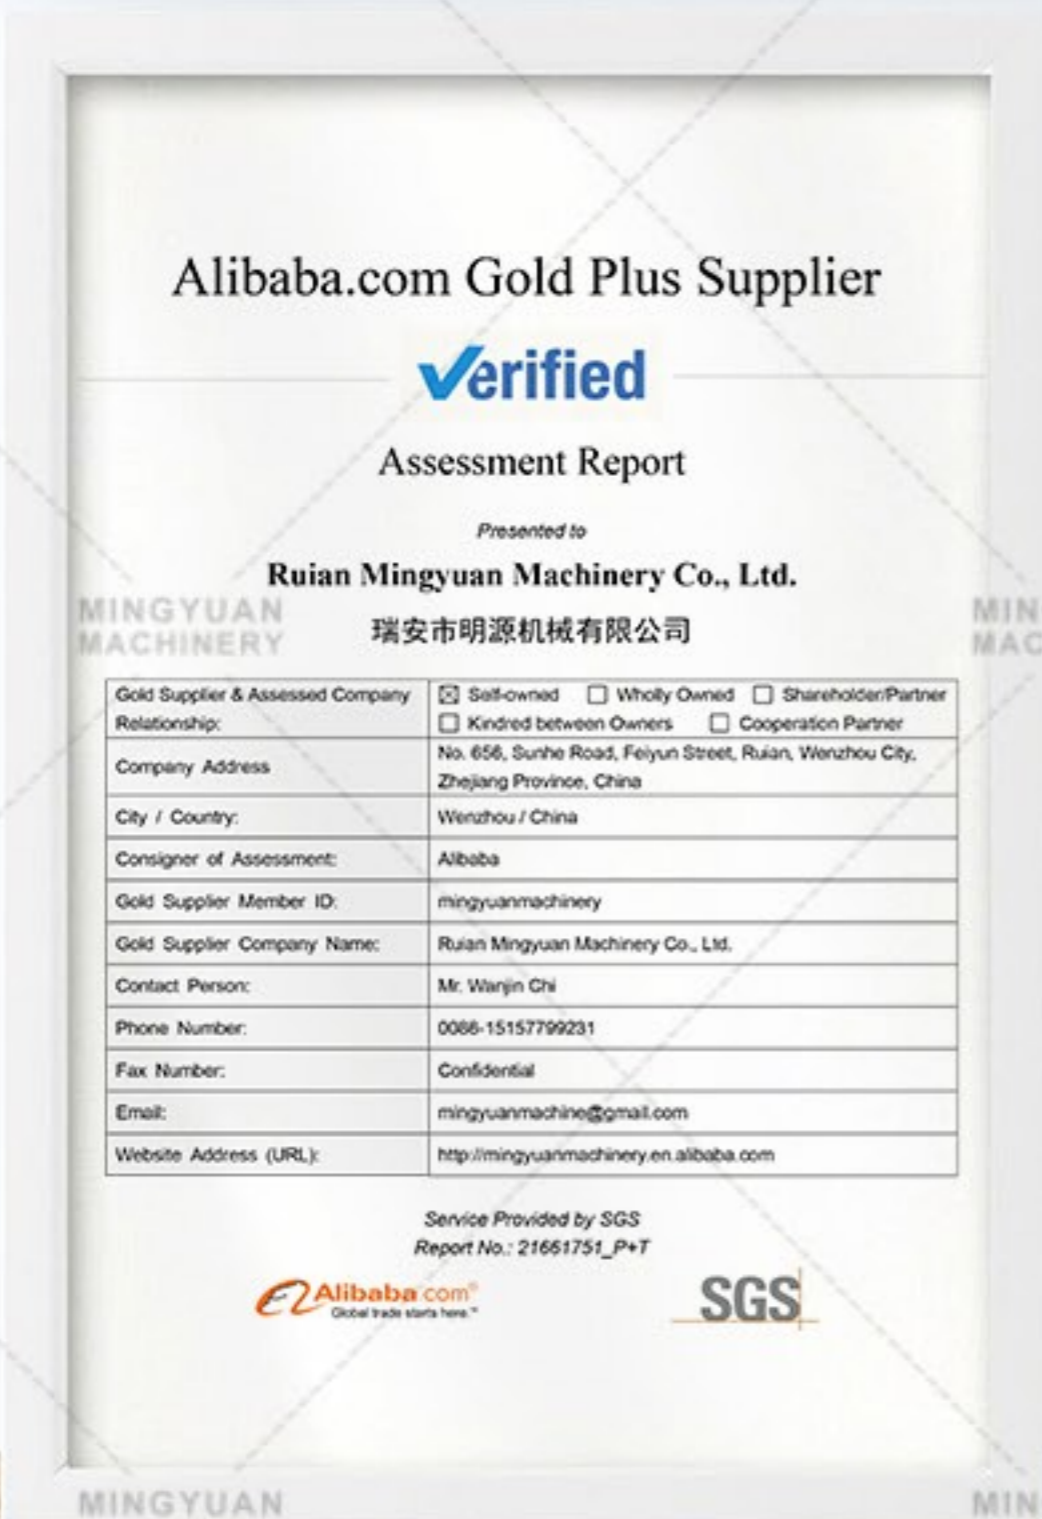 Alibaba.com Gold Plus Supplier
Verified
Assessment Report
Presented to
Ruian Mingyuan Machinery Co., Ltd.
瑞安市明源机械有限公司
MINGYUAN
MACHINERY
MIN
MAC
Gold Supplier & Assessed Company Relationship: ☒ Self-owned ☐ Wholly Owned ☐ Shareholder/Partner
☐ Kindred between Owners ☐ Cooperation Partner
Company Address No. 656, Sunhe Road, Feiyun Street, Ruian, Wenzhou City,
Zhejiang Province, China
City / Country: Wenzhou / China
Consigner of Assessment: Alibaba
Gold Supplier Member ID: mingyuanmachinery
Gold Supplier Company Name: Ruian Mingyuan Machinery Co., Ltd.
Contact Person: Mr. Wanjin Chi
Phone Number: 0086-15157799231
Fax Number: Confidential
Email: mingyuanmachine@gmail.com
Website Address (URL): http://mingyuanmachinery.en.alibaba.com
Service Provided by SGS
Report No.: 21661751_P+T
Alibaba.com®
Global trade starts here.™
SGS
MINGYUAN
MIN